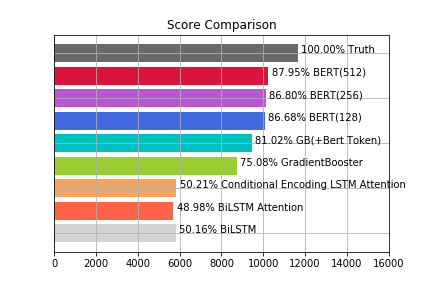 Score Comparison
100.00% Truth
87.95% BERT(512)
86.80% BERT(256)
86.68% BERT(128)
81.02% GB(+Bert Token)
75.08% GradientBooster
50.21% Conditional Encoding LSTM Attention
48.98% BiLSTM Attention
50.16% BiLSTM
0 2000 4000 6000 8000 10000 12000 14000 16000